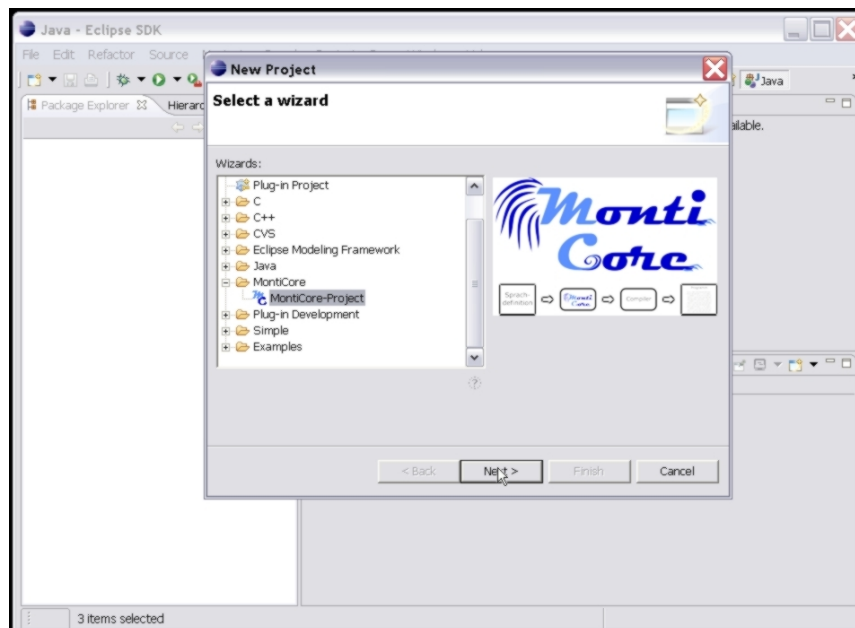 Java - Eclipse SDK
File Edit Refactor Source
New Project
Java
Package Explorer Hierarc
Select a wizard
ailable.
Wizards:
Plug-in Project
C
C++
CVS
Eclipse Modeling Framework
Java
MontiCore
MontiCore-Project
Plug-in Development
Simple
Examples
Monti
Core
Sprach-
definition
Monti
Core
Compiler
< Back Next > Finish Cancel
3 items selected